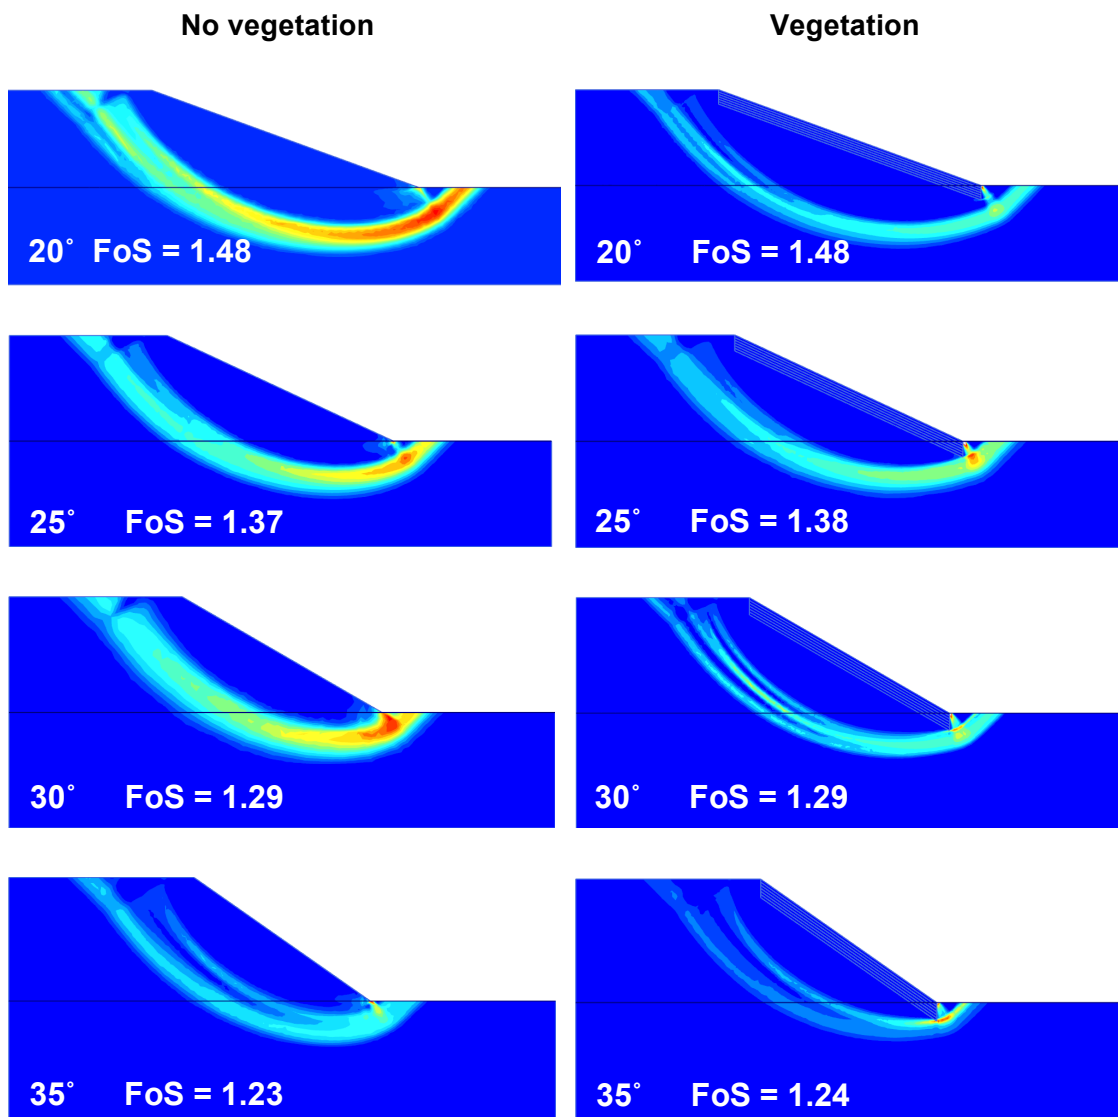 No vegetation Vegetation
20˚ FoS = 1.48 20˚ FoS = 1.48
25˚ FoS = 1.37 25˚ FoS = 1.38
30˚ FoS = 1.29 30˚ FoS = 1.29
35˚ FoS = 1.23 35˚ FoS = 1.24